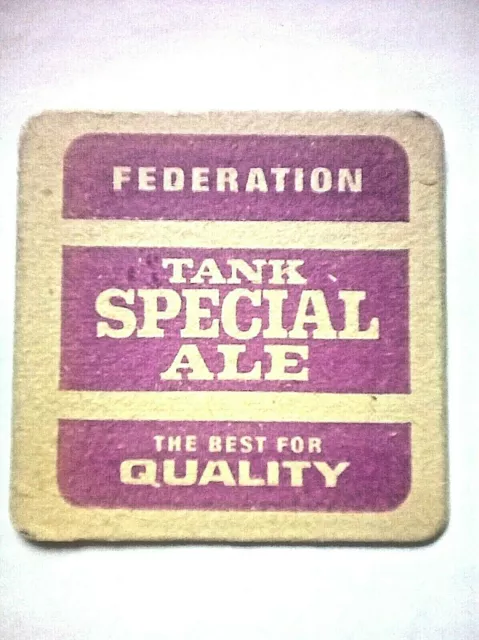 FEDERATION
TANK
SPECIAL
ALE
THE BEST FOR
QUALITY